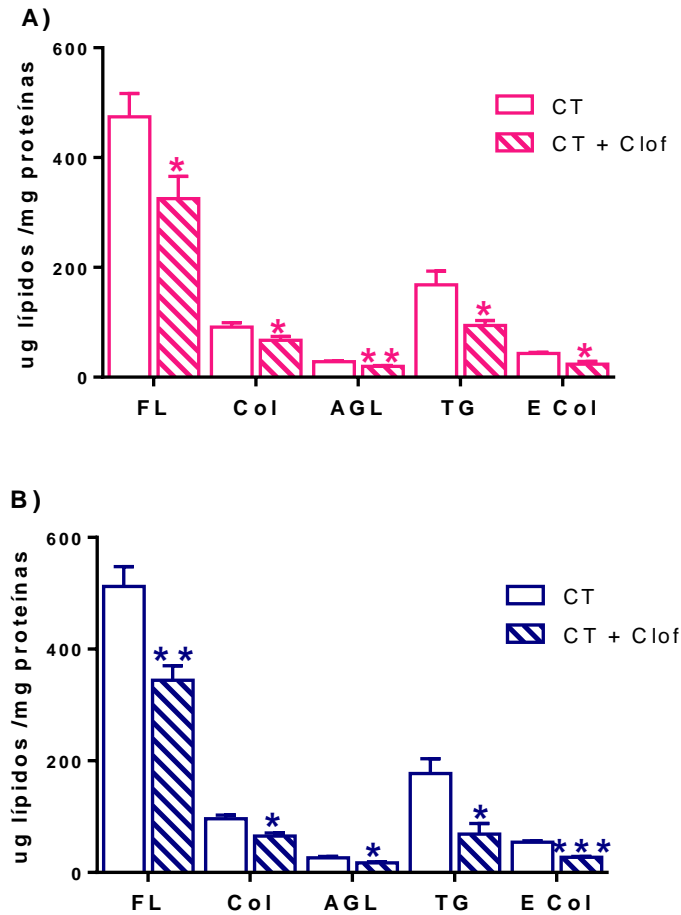 A)
ug lípidos /mg proteínas
600
400
200
0
CT
CT + Clof
*
*
**
*
*
FL Col AGL TG E Col
B)
ug lípidos /mg proteínas
600
400
200
0
CT
CT + Clof
**
*
*
*
***
FL Col AGL TG E Col